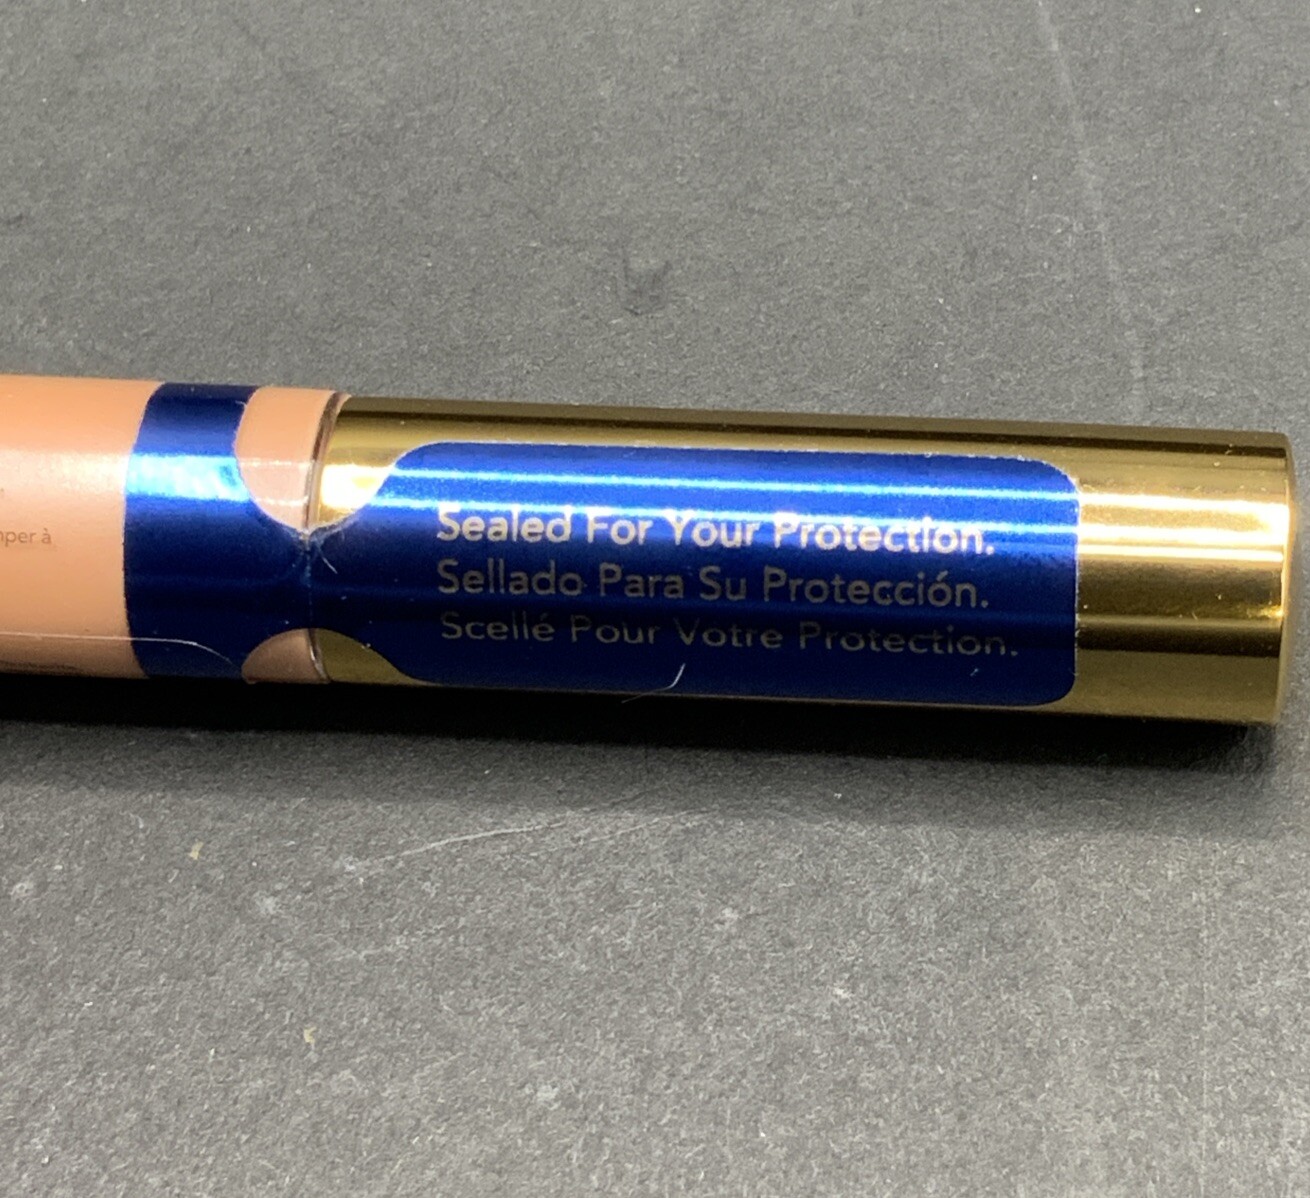 Sealed For Your Protection.
Sellado Para Su Protección.
Scellé Pour Votre Protection.